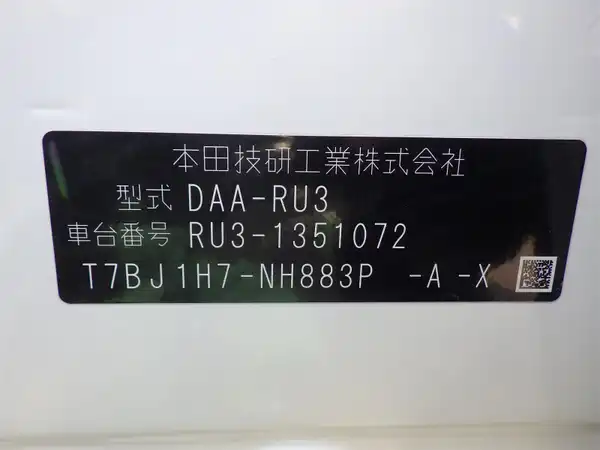 本田技研工業株式会社
型式 DAA-RU3
車台番号 RU3-1351072
T7BJ1H7-NH883P -A -X